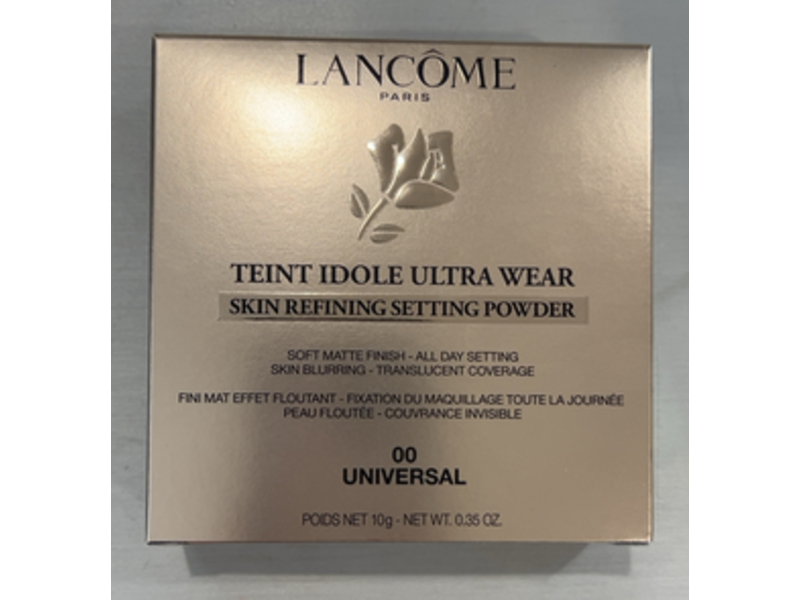 LANCÔME
PARIS
TEINT IDOLE ULTRA WEAR
SKIN REFINING SETTING POWDER
SOFT MATTE FINISH - ALL DAY SETTING
SKIN BLURRING - TRANSLUCENT COVERAGE
FINI MAT EFFET FLOUTANT - FIXATION DU MAQUILLAGE TOUTE LA JOURNÉE
PEAU FLOUTÉE - COUVRANCE INVISIBLE
00
UNIVERSAL
POIDS NET 10g - NET WT. 0.35 OZ.